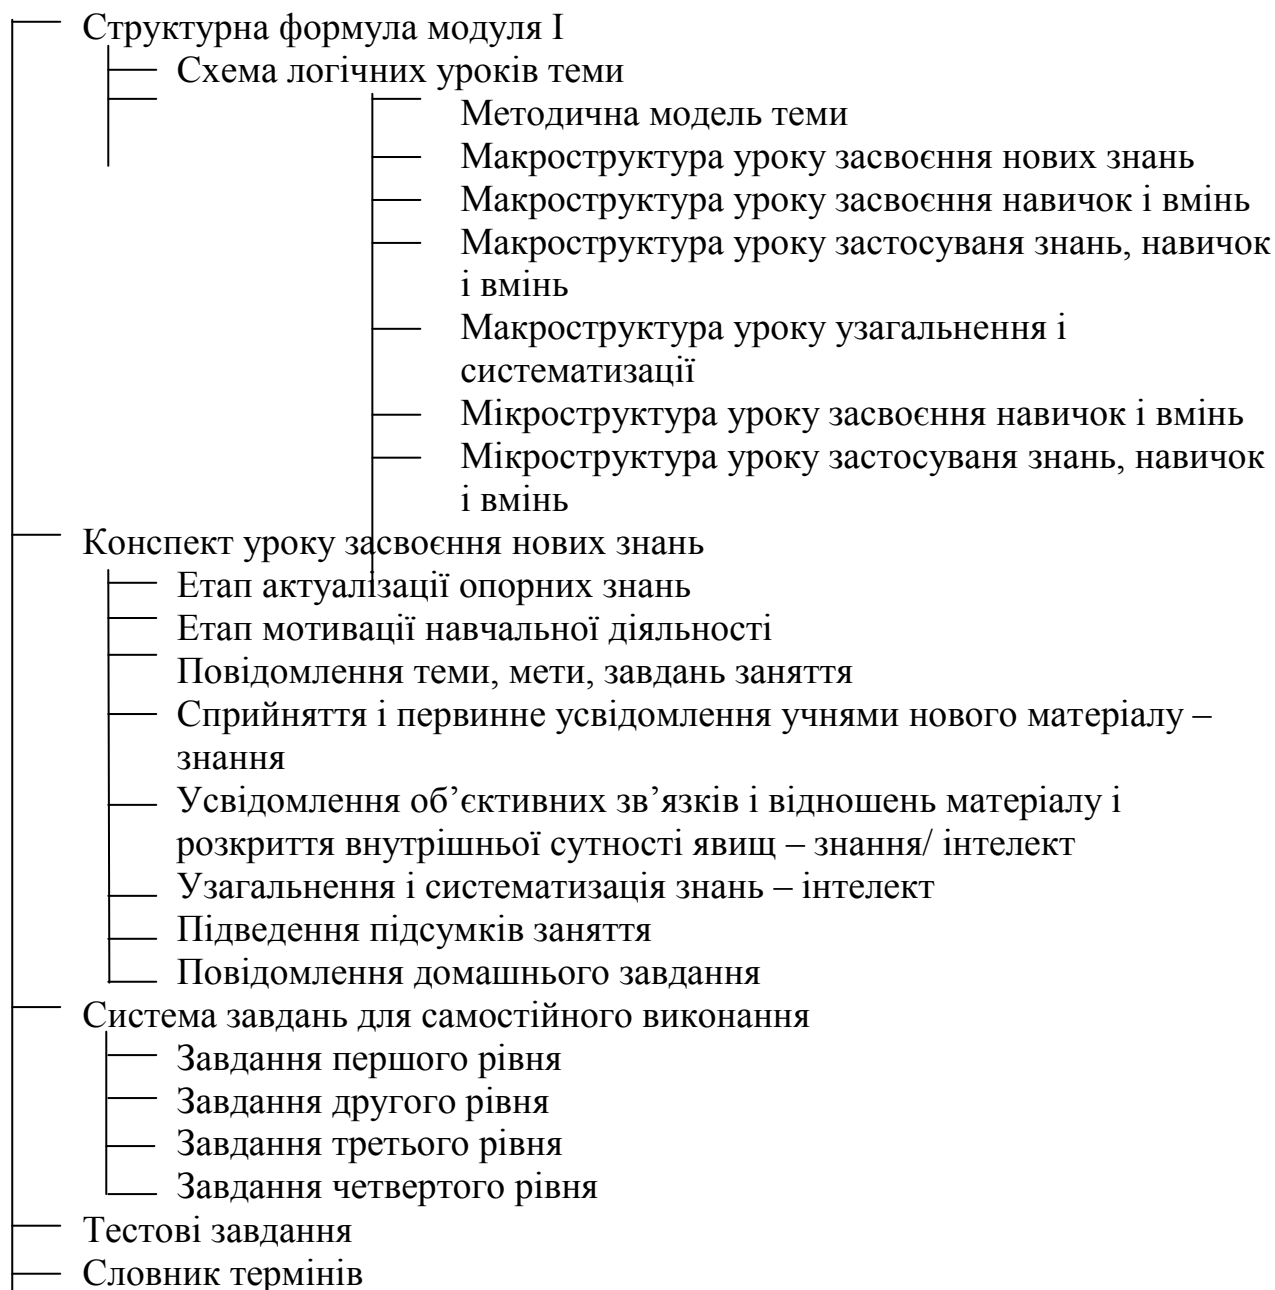 Структурна формула модуля І
Схема логічних уроків теми
Методична модель теми
Макроструктура уроку засвоєння нових знань
Макроструктура уроку засвоєння навичок і вмінь
Макроструктура уроку застосуваня знань, навичок
і вмінь
Макроструктура уроку узагальнення і
систематизації
Мікроструктура уроку засвоєння навичок і вмінь
Мікроструктура уроку застосуваня знань, навичок
і вмінь
Конспект уроку засвоєння нових знань
Етап актуалізації опорних знань
Етап мотивації навчальної діяльності
Повідомлення теми, мети, завдань заняття
Сприйняття і первинне усвідомлення учнями нового матеріалу –
знання
Усвідомлення об’єктивних зв’язків і відношень матеріалу і
розкриття внутрішньої сутності явищ – знання/ інтелект
Узагальнення і систематизація знань – інтелект
Підведення підсумків заняття
Повідомлення домашнього завдання
Система завдань для самостійного виконання
Завдання першого рівня
Завдання другого рівня
Завдання третього рівня
Завдання четвертого рівня
Тестові завдання
Словник термінів